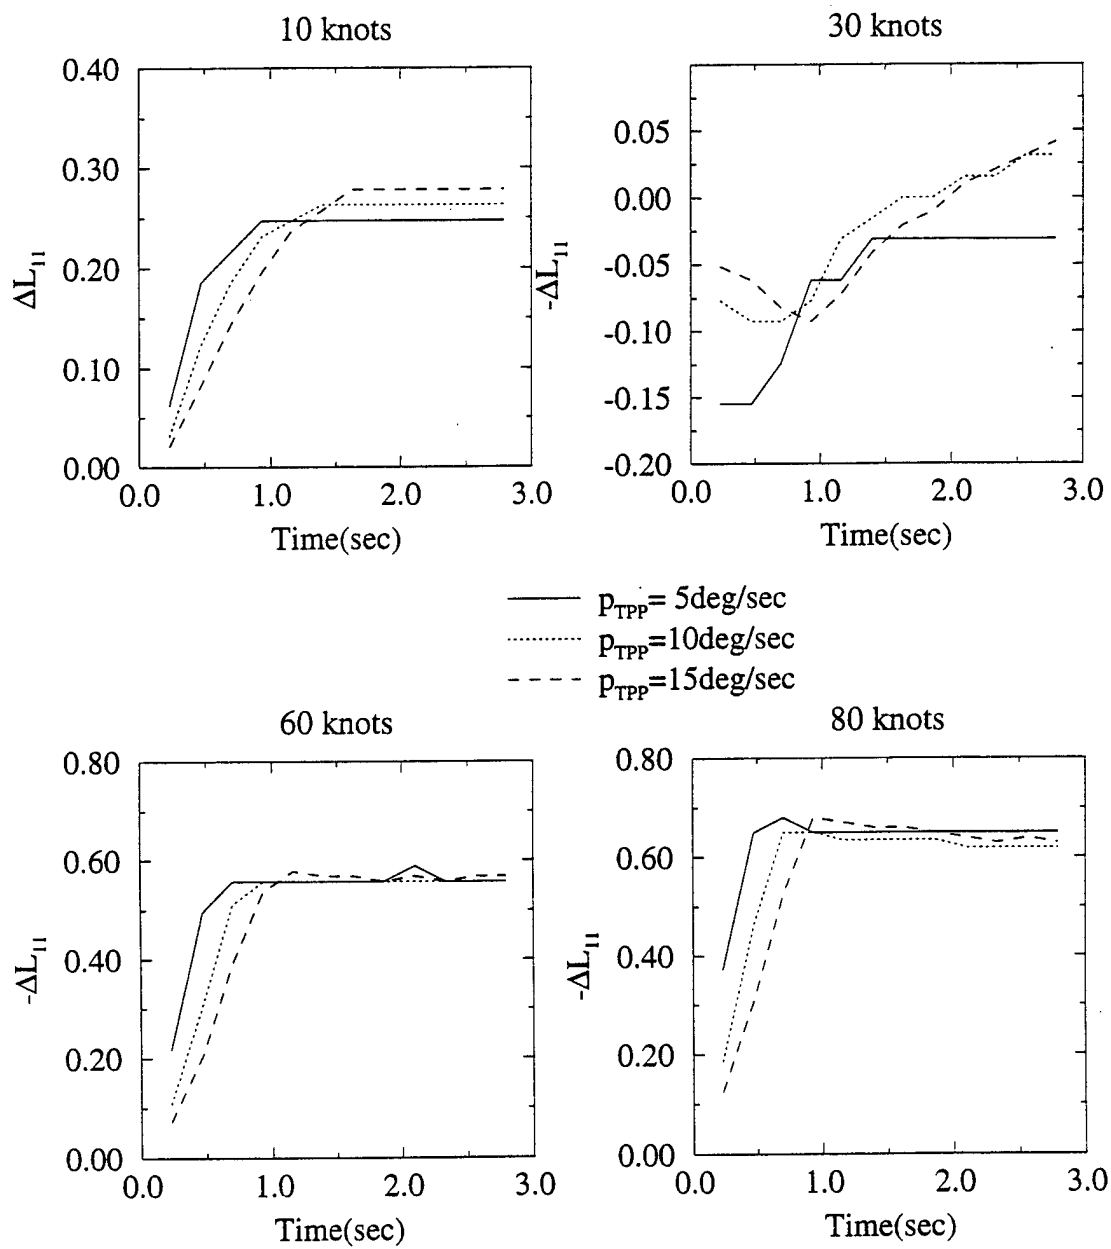 10 knots
0.40
0.30
0.20
0.10
0.00
ΔL₁₁
0.0 1.0 2.0 3.0
Time(sec)
30 knots
0.05
0.00
-0.05
-0.10
-0.15
-0.20
-ΔL₁₁
0.0 1.0 2.0 3.0
Time(sec)
p_TPP= 5deg/sec
p_TPP=10deg/sec
p_TPP=15deg/sec
60 knots
0.80
0.60
0.40
0.20
0.00
-ΔL₁₁
0.0 1.0 2.0 3.0
Time(sec)
80 knots
0.80
0.60
0.40
0.20
0.00
-ΔL₁₁
0.0 1.0 2.0 3.0
Time(sec)